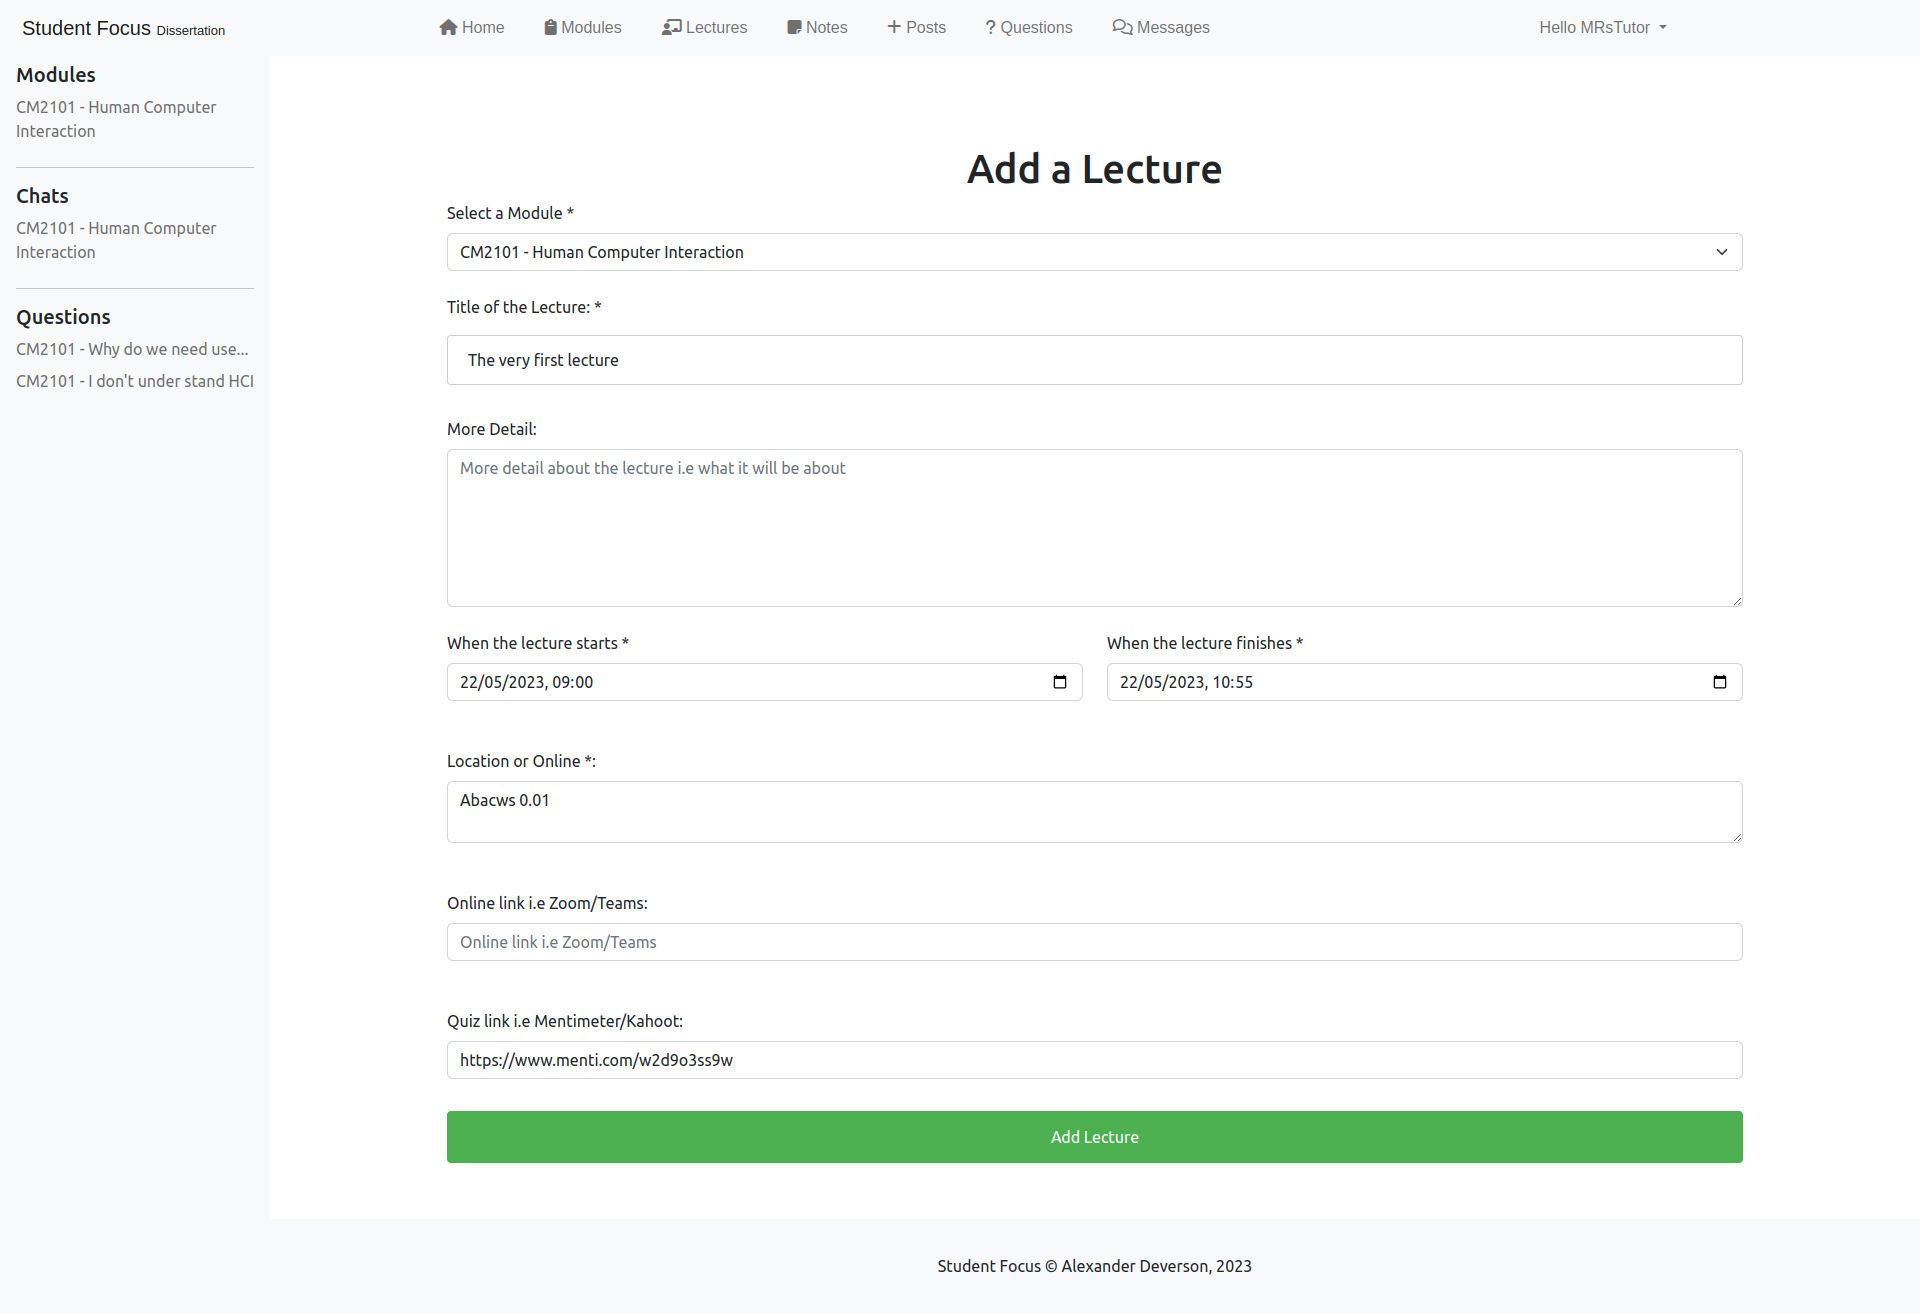 Student Focus Dissertation
Home
Modules
Lectures
Notes
Posts
Questions
Messages
Hello MRsTutor
Modules
CM2101 - Human Computer
Interaction
Chats
CM2101 - Human Computer
Interaction
Questions
CM2101 - Why do we need use...
CM2101 - I don't under stand HCI
Add a Lecture
Select a Module *
CM2101 - Human Computer Interaction
Title of the Lecture: *
The very first lecture
More Detail:
More detail about the lecture i.e what it will be about
When the lecture starts *
22/05/2023, 09:00
When the lecture finishes *
22/05/2023, 10:55
Location or Online *:
Abacws 0.01
Online link i.e Zoom/Teams:
Online link i.e Zoom/Teams
Quiz link i.e Mentimeter/Kahoot:
https://www.menti.com/w2d9o3ss9w
Add Lecture
Student Focus © Alexander Deverson, 2023